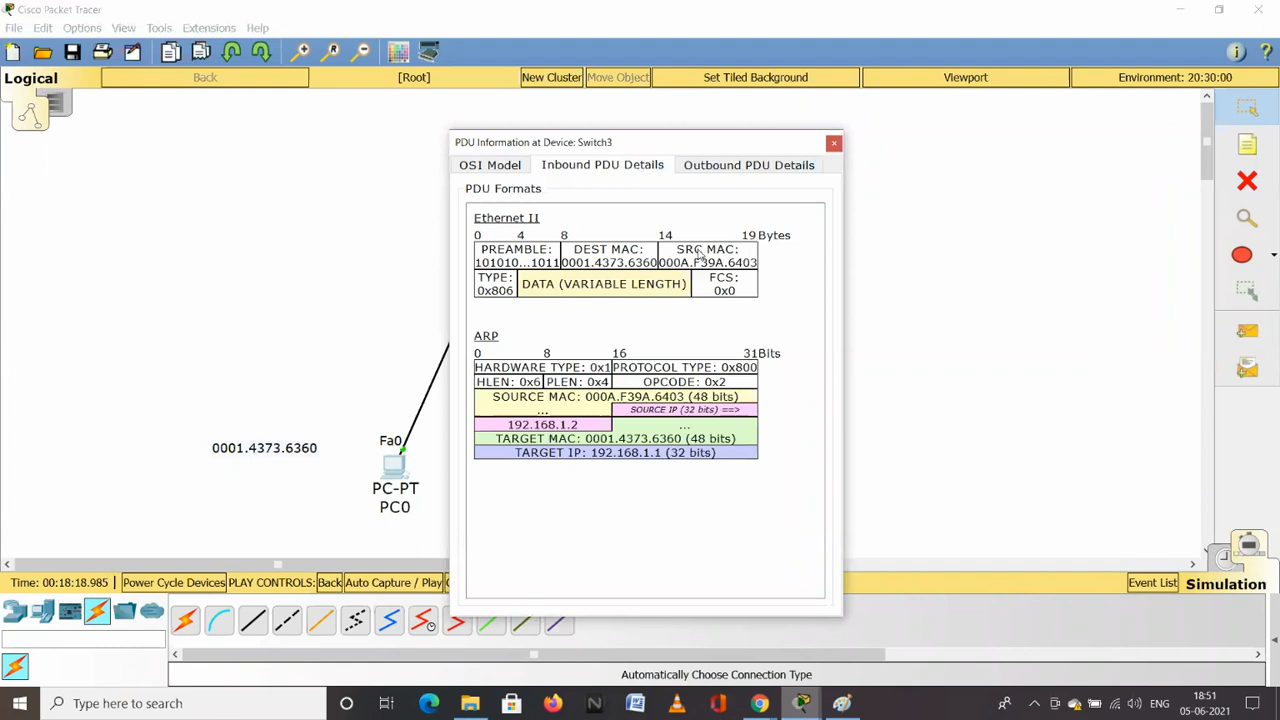 Cisco Packet Tracer
File Edit Options View Tools Extensions Help
Logical Back [Root] New Cluster Move Object Set Tiled Background Viewport Environment: 20:30:00
PDU Information at Device: Switch3
OSI Model Inbound PDU Details Outbound PDU Details
PDU Formats
Ethernet II
0 4 8 14 19 Bytes
PREAMBLE: DEST MAC: SRC MAC:
101010...1011 0001.4373.6360 000A.F39A.6403
TYPE: DATA (VARIABLE LENGTH) FCS:
0x806 0x0
ARP
0 8 16 31 Bits
HARDWARE TYPE: 0x1 PROTOCOL TYPE: 0x800
HLEN: 0x6 PLEN: 0x4 OPCODE: 0x2
SOURCE MAC: 000A.F39A.6403 (48 bits)
... SOURCE IP (32 bits) ==>
192.168.1.2 ...
TARGET MAC: 0001.4373.6360 (48 bits)
TARGET IP: 192.168.1.1 (32 bits)
0001.4373.6360
Fa0
PC-PT
PC0
Time: 00:18:18.985 Power Cycle Devices PLAY CONTROLS: Back Auto Capture / Play Event List Simulation
Automatically Choose Connection Type
Type here to search
ENG 18:51
05-06-2021